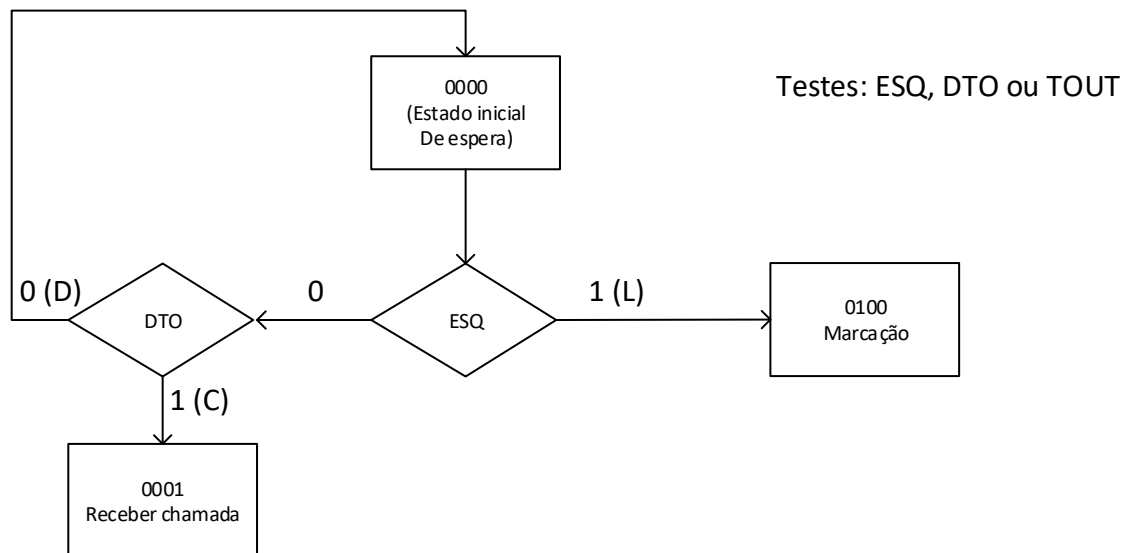 0000
(Estado inicial
De espera)
Testes: ESQ, DTO ou TOUT
0 (D)
DTO
0
ESQ
1 (L)
0100
Marcação
1 (C)
0001
Receber chamada